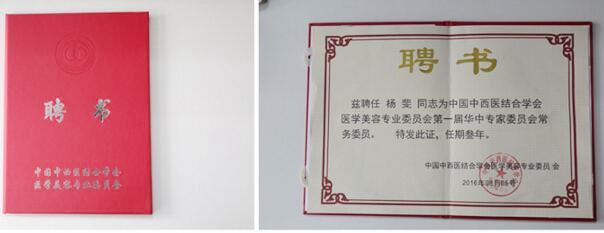 聘书
中国中西医结合学会
医学美容专业委员会
聘书
兹聘任 杨 斐 同志为中国中西医结合学会
医学美容专业委员会第一届华中专家委员会常
务委员。 特发此证，任期叁年。
中国中西医结合学会医学美容专业委员会